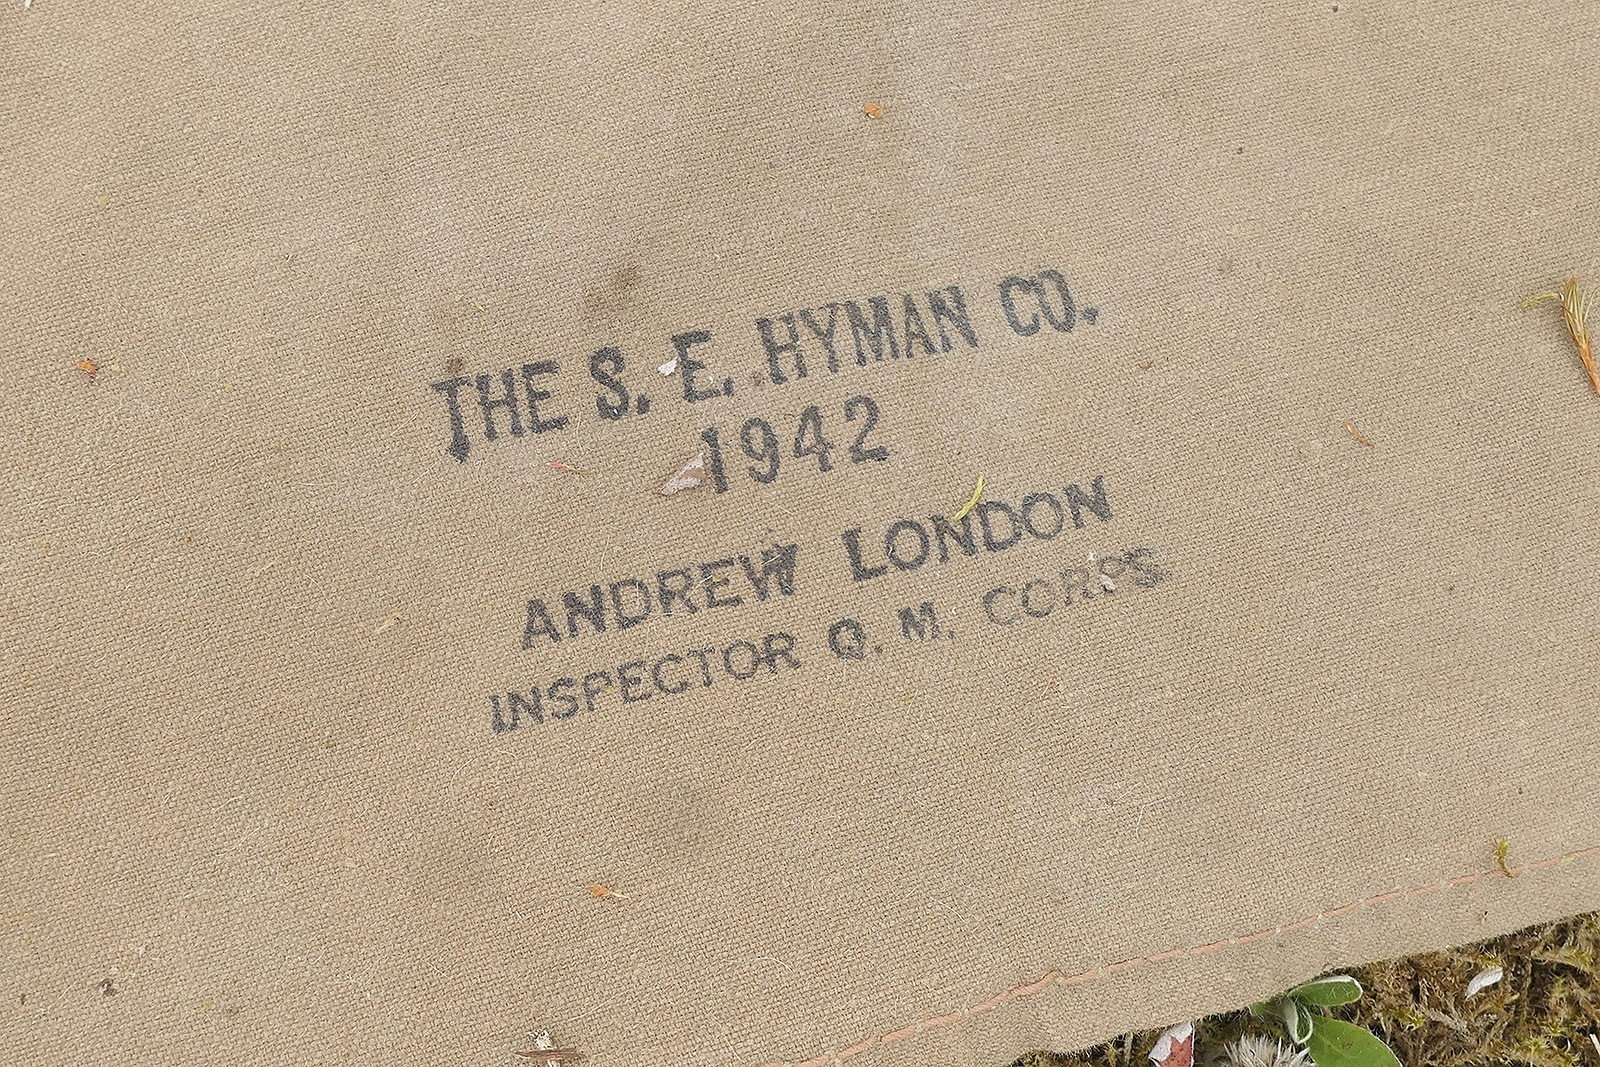 THE S. E. HYMAN CO.
1942
ANDREW LONDON
INSPECTOR Q. M. CORPS